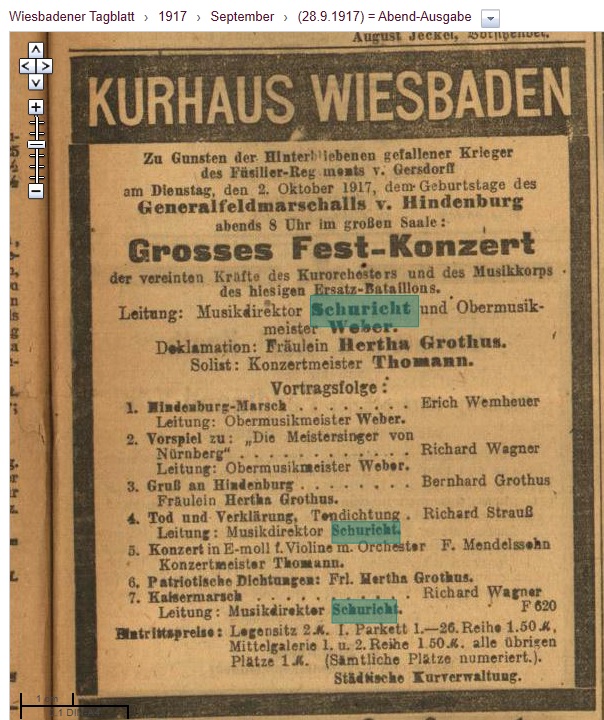 Wiesbadener Tagblatt › 1917 › September › (28.9.1917) = Abend-Ausgabe
August Jeckel,
KURHAUS WIESBADEN
Zu Gunsten der Hinterbliebenen gefallener Krieger
des Füsilier-Regiments v. Gersdorff
am Dienstag, den 2. Oktober 1917, dem Geburtstage des
Generalfeldmarschalls v. Hindenburg
abends 8 Uhr im großen Saale:
Grosses Fest-Konzert
der vereinten Kräfte des Kurorchesters und des Musikkorps
des hiesigen Ersatz-Bataillons.
Leitung: Musikdirektor Schuricht und Obermusik-
meister Weber.
Deklamation: Fräulein Hertha Grothus.
Solist: Konzertmeister Thomann.
Vortragsfolge:
1. Hindenburg-Marsch . . . . . . . . Erich Wemheuer
Leitung: Obermusikmeister Weber.
2. Vorspiel zu: „Die Meistersinger von
Nürnberg“ . . . . . . . . . . . . Richard Wagner
Leitung: Obermusikmeister Weber.
3. Gruß an Hindenburg . . . . . . . Bernhard Grothus
Fräulein Hertha Grothus.
4. Tod und Verklärung, Tondichtung . Richard Strauß
Leitung: Musikdirektor Schuricht.
5. Konzert in E-moll f. Violine m. Orchester F. Mendelssohn
Konzertmeister Thomann.
6. Patriotische Dichtungen: Frl. Hertha Grothus.
7. Kaisermarsch . . . . . . . . . . Richard Wagner
Leitung: Musikdirektor Schuricht. F 620
Eintrittspreise: Logensitz 2 ℳ. I. Parkett 1.—26. Reihe 1.50 ℳ,
Mittelgalerie 1. u. 2. Reihe 1.50 ℳ. alle übrigen
Plätze 1 ℳ. (Sämtliche Plätze numeriert.).
Städtische Kurverwaltung.